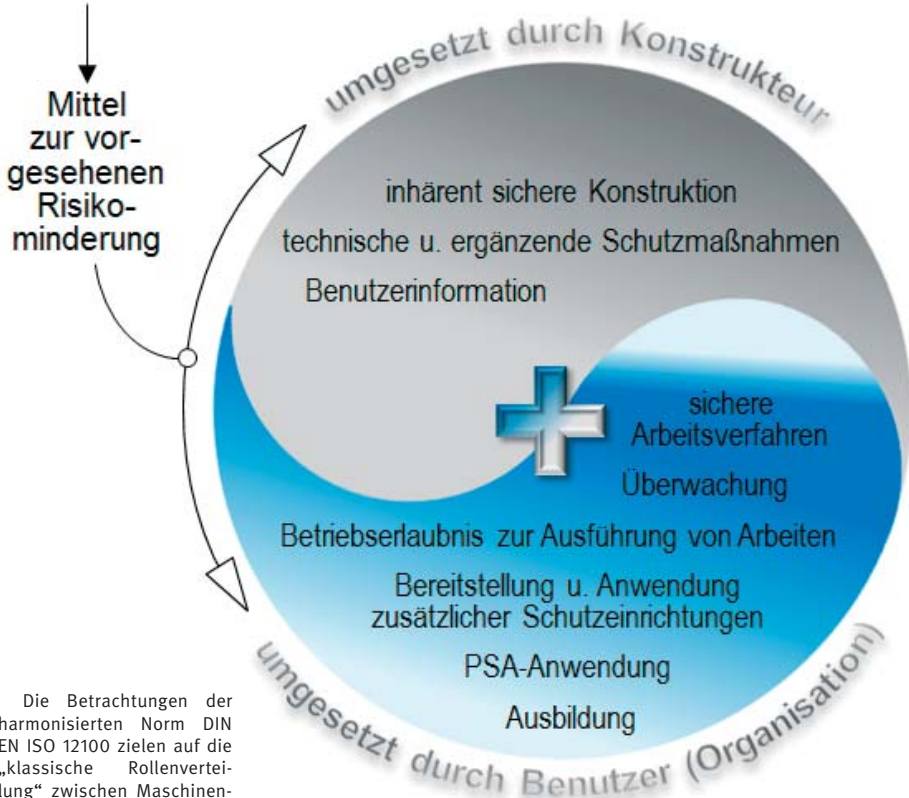 Mittel
zur vor-
gesehenen
Risiko-
minderung
umgesetzt durch Konstrukteur
inhärent sichere Konstruktion
technische u. ergänzende Schutzmaßnahmen
Benutzerinformation
sichere
Arbeitsverfahren
Überwachung
Betriebserlaubnis zur Ausführung von Arbeiten
Bereitstellung u. Anwendung
zusätzlicher Schutzeinrichtungen
PSA-Anwendung
Ausbildung
umgesetzt durch Benutzer (Organisation)
Die Betrachtungen der
harmonisierten Norm DIN
EN ISO 12100 zielen auf die
„klassische Rollenvertei-
lung“ zwischen Maschinen-